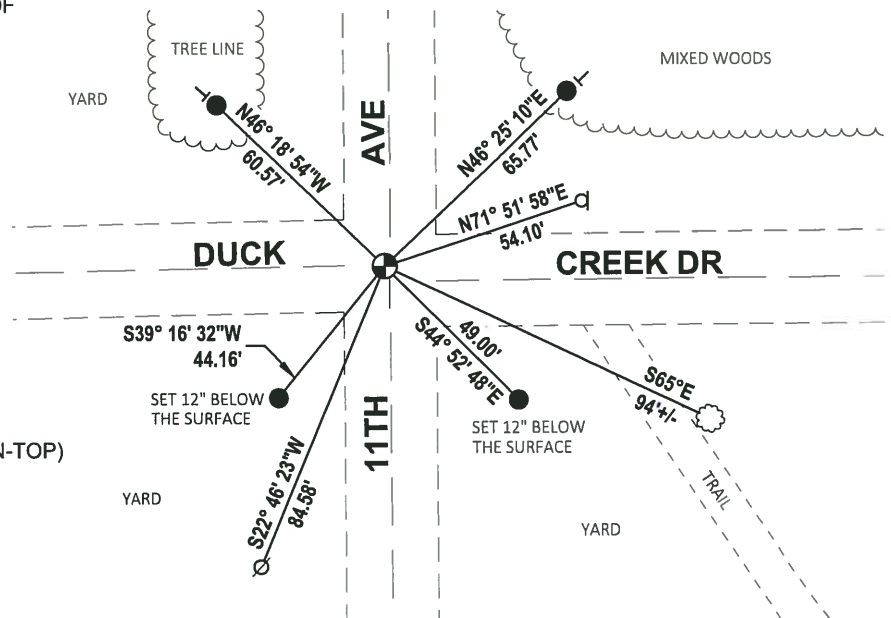 OF
TREE LINE
MIXED WOODS
YARD
N46° 18' 54"W
60.57'
AVE
N46° 25' 10"E
65.77'
N71° 51' 58"E
54.10'
DUCK
CREEK DR
S39° 16' 32"W
44.16'
49.00'
S44° 52' 48"E
S65°E
94'+/-
SET 12" BELOW
THE SURFACE
SET 12" BELOW
THE SURFACE
11TH
N-TOP)
S22° 46' 23"W
84.58'
YARD
TRAIL
YARD